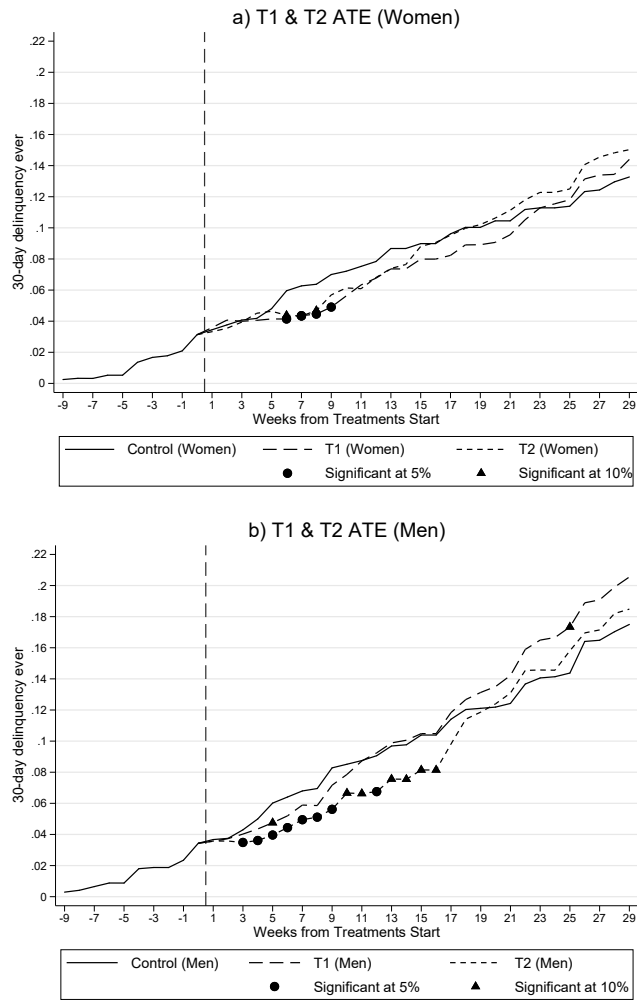 a) T1 & T2 ATE (Women)
30-day delinquency ever
.22
.2
.18
.16
.14
.12
.1
.08
.06
.04
.02
0
-9 -7 -5 -3 -1 1 3 5 7 9 11 13 15 17 19 21 23 25 27 29
Weeks from Treatments Start
Control (Women) T1 (Women) T2 (Women)
Significant at 5% Significant at 10%
b) T1 & T2 ATE (Men)
30-day delinquency ever
.22
.2
.18
.16
.14
.12
.1
.08
.06
.04
.02
0
-9 -7 -5 -3 -1 1 3 5 7 9 11 13 15 17 19 21 23 25 27 29
Weeks from Treatments Start
Control (Men) T1 (Men) T2 (Men)
Significant at 5% Significant at 10%